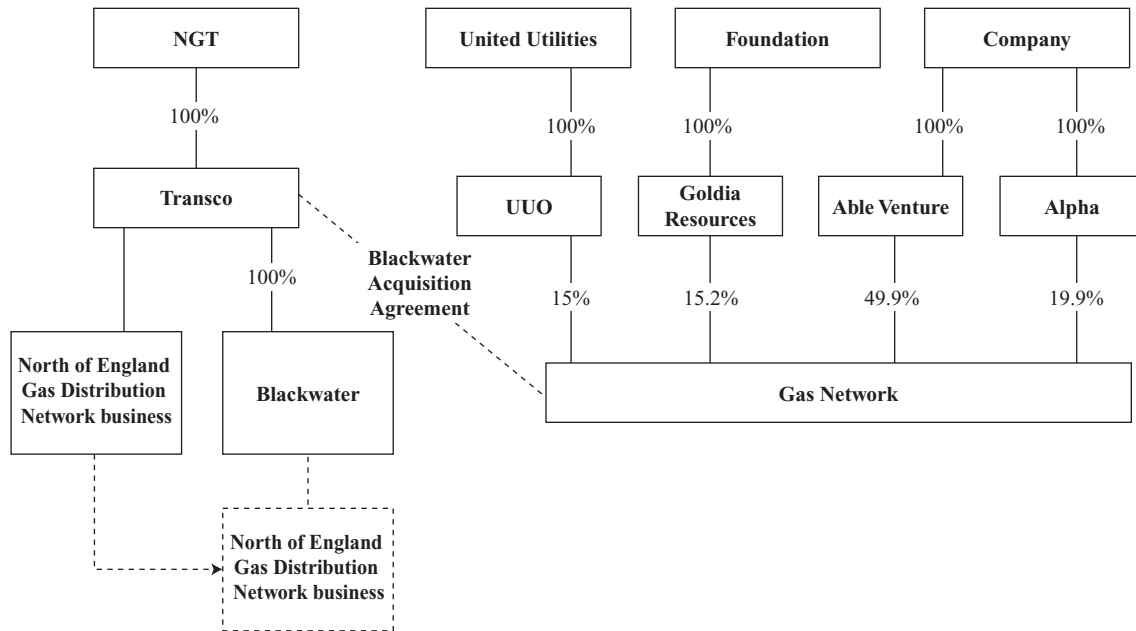 NGT
United Utilities
Foundation
Company
100%
100%
100%
100%
100%
Transco
UUO
Goldia
Resources
Able Venture
Alpha
Blackwater
Acquisition
Agreement
100%
15%
15.2%
49.9%
19.9%
North of England
Gas Distribution
Network business
Blackwater
Gas Network
North of England
Gas Distribution
Network business